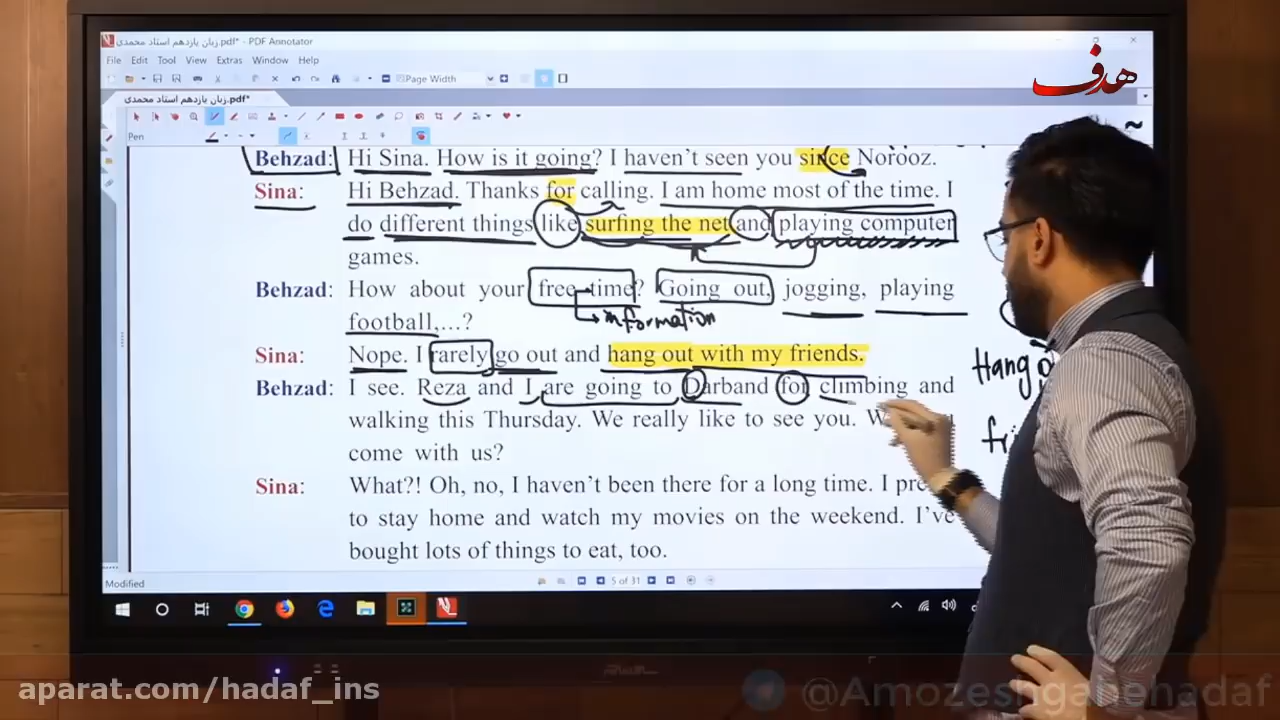 زبان یازدهم استاد محمدی.pdf* - PDF Annotator
هدف
File Edit Tool View Extras Window Help
Page Width
زبان یازدهم استاد محمدی.pdf*
Pen
Behzad: Hi Sina. How is it going? I haven't seen you since Norooz.
Sina: Hi Behzad. Thanks for calling. I am home most of the time. I
do different things like surfing the net and playing computer
games.
Behzad: How about your free time? Going out, jogging, playing
football,...?
information
Sina: Nope. I rarely go out and hang out with my friends.
Hang
Behzad: I see. Reza and I are going to Darband for climbing and
walking this Thursday. We really like to see you.
come with us?
Sina: What?! Oh, no, I haven't been there for a long time. I
to stay home and watch my movies on the weekend. I've
bought lots of things to eat, too.
5 of 31
Modified
aparat.com/hadaf_ins
@Amozeshgahehadaf